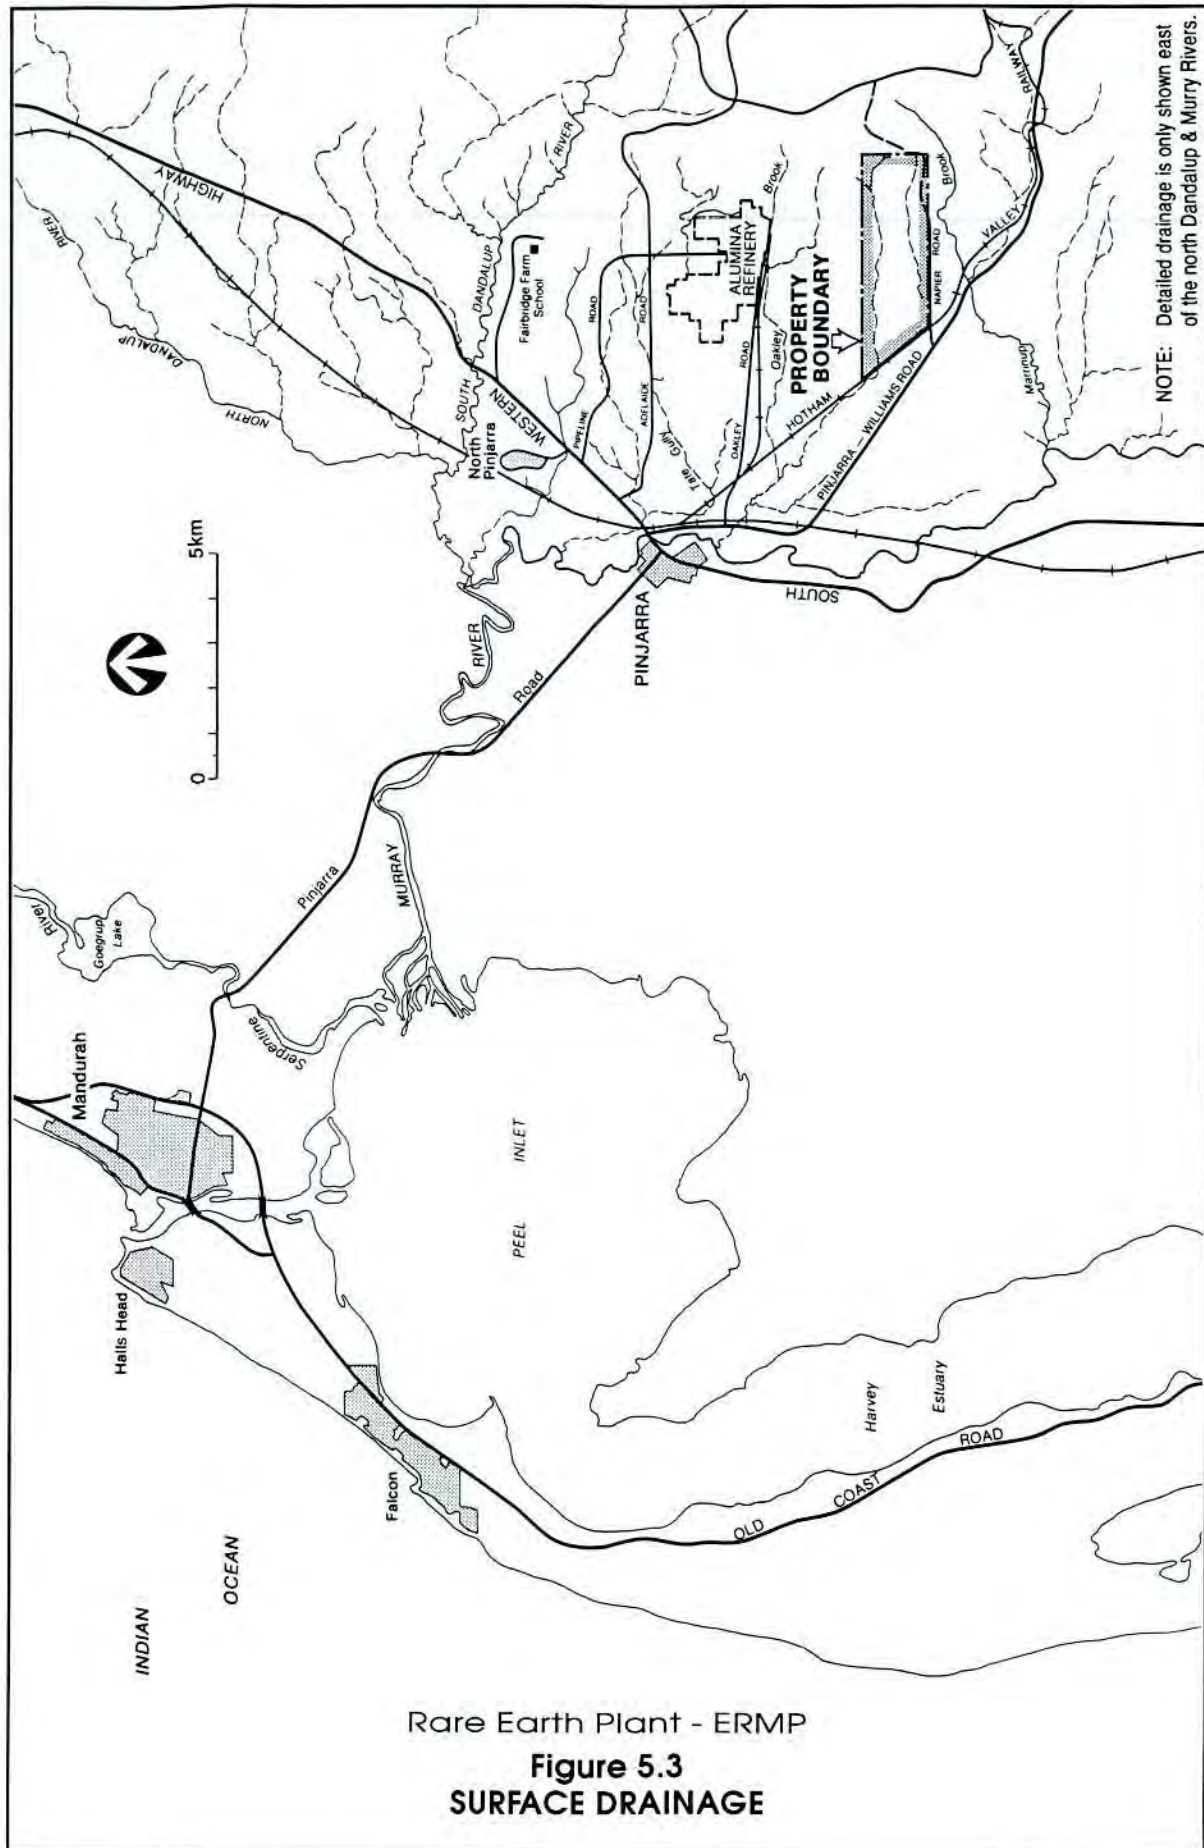 INDIAN
OCEAN
Halls Head
Falcon
Mandurah
River
Goegrup
Lake
Serpentine
PEEL INLET
Harvey
Estuary
OLD
COAST
ROAD
Pinjarra
Road
MURRAY
RIVER
0
5km
PINJARRA
SOUTH
WESTERN
HIGHWAY
NORTH
DANDALUP
RIVER
North
Pinjarra
SOUTH
DANDALUP
RIVER
Fairbridge Farm
School
PIPELINE
ROAD
ADELAIDE
ROAD
Tate Gully
ALUMINA
REFINERY
OAKLEY
ROAD
Oakley
Brook
PROPERTY
BOUNDARY
HOTHAM
VALLEY
RAILWAY
PINJARRA — WILLIAMS ROAD
NAPIER ROAD
Marrinup
Brook
NOTE: Detailed drainage is only shown east
of the north Dandalup & Murry Rivers.
Rare Earth Plant - ERMP
Figure 5.3
SURFACE DRAINAGE